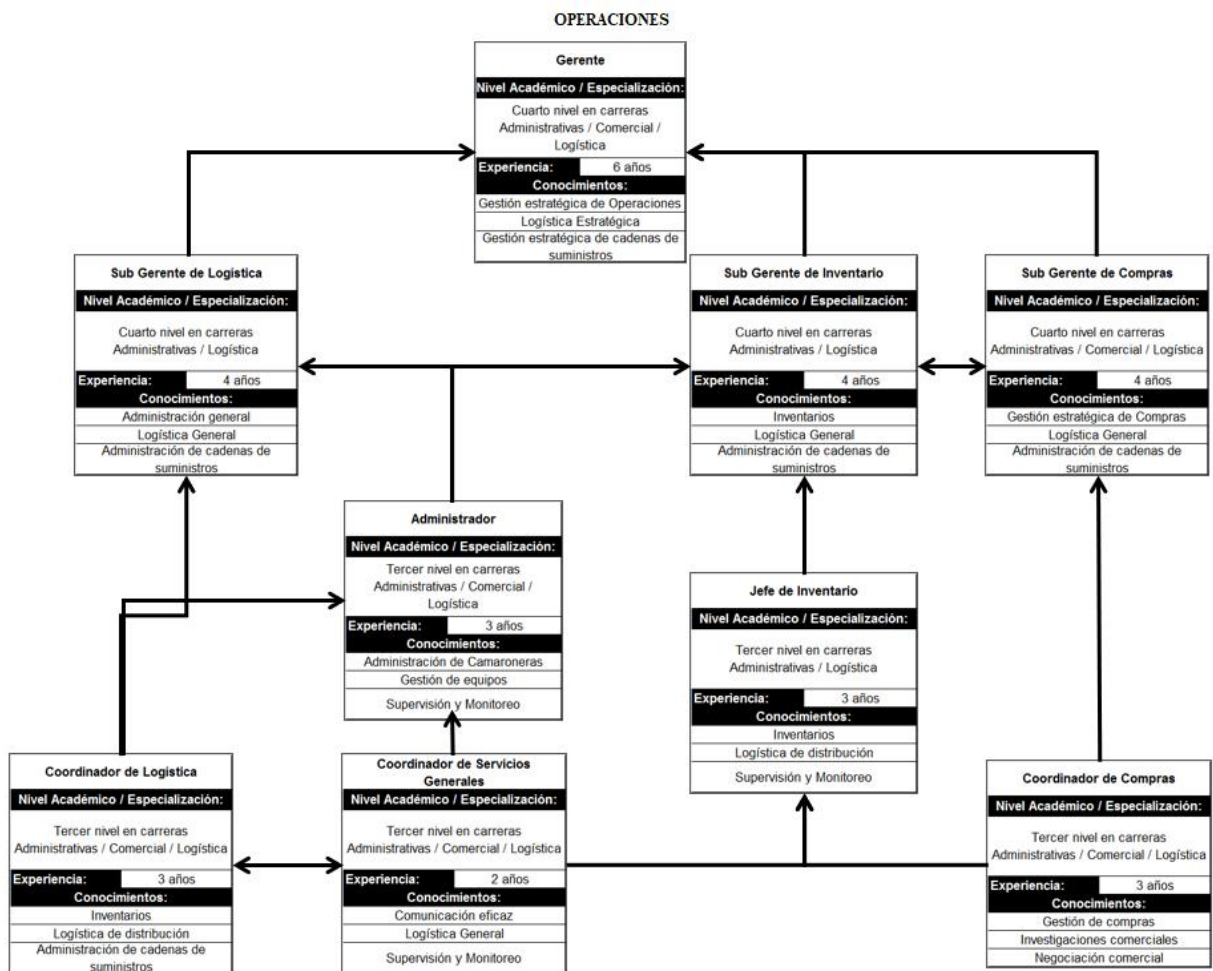 OPERACIONES
Gerente
Nivel Académico / Especialización:
Cuarto nivel en carreras
Administrativas / Comercial /
Logística
Experiencia: 6 años
Conocimientos:
Gestión estratégica de Operaciones
Logística Estratégica
Gestión estratégica de cadenas de
suministros
Sub Gerente de Logística
Nivel Académico / Especialización:
Cuarto nivel en carreras
Administrativas / Logística
Experiencia: 4 años
Conocimientos:
Administración general
Logística General
Administración de cadenas de
suministros
Sub Gerente de Inventario
Nivel Académico / Especialización:
Cuarto nivel en carreras
Administrativas / Logística
Experiencia: 4 años
Conocimientos:
Inventarios
Logística General
Administración de cadenas de
suministros
Sub Gerente de Compras
Nivel Académico / Especialización:
Cuarto nivel en carreras
Administrativas / Comercial / Logística
Experiencia: 4 años
Conocimientos:
Gestión estratégica de Compras
Logística General
Administración de cadenas de
suministros
Administrador
Nivel Académico / Especialización:
Tercer nivel en carreras
Administrativas / Comercial /
Logística
Experiencia: 3 años
Conocimientos:
Administración de Camaroneras
Gestión de equipos
Supervisión y Monitoreo
Jefe de Inventario
Nivel Académico / Especialización:
Tercer nivel en carreras
Administrativas / Logística
Experiencia: 3 años
Conocimientos:
Inventarios
Logística de distribución
Supervisión y Monitoreo
Coordinador de Logística
Nivel Académico / Especialización:
Tercer nivel en carreras
Administrativas / Comercial / Logística
Experiencia: 3 años
Conocimientos:
Inventarios
Logística de distribución
Administración de cadenas de
suministros
Coordinador de Servicios
Generales
Nivel Académico / Especialización:
Tercer nivel en carreras
Administrativas / Comercial / Logística
Experiencia: 2 años
Conocimientos:
Comunicación eficaz
Logística General
Supervisión y Monitoreo
Coordinador de Compras
Nivel Académico / Especialización:
Tercer nivel en carreras
Administrativas / Comercial / Logística
Experiencia: 3 años
Conocimientos:
Gestión de compras
Investigaciones comerciales
Negociación comercial